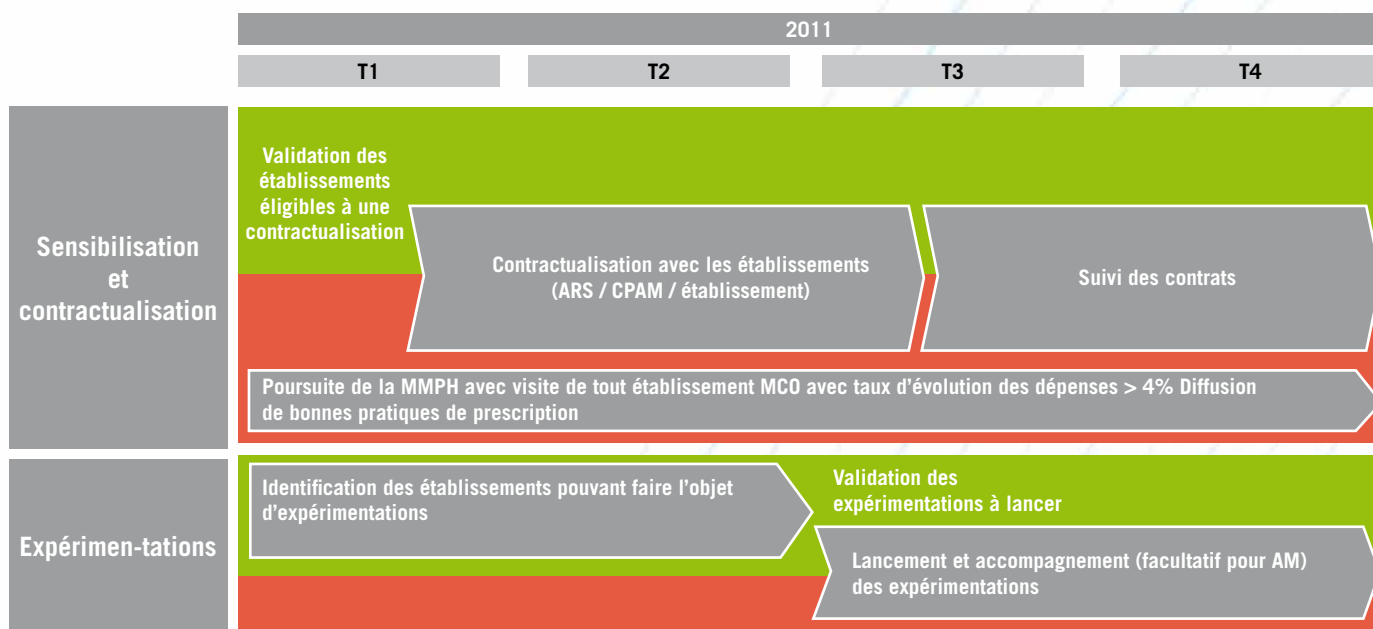 2011
T1
T2
T3
T4
Sensibilisation
et
contractualisation
Validation des
établissements
éligibles à une
contractualisation
Contractualisation avec les établissements
(ARS / CPAM / établissement)
Suivi des contrats
Poursuite de la MMPH avec visite de tout établissement MCO avec taux d’évolution des dépenses > 4% Diffusion
de bonnes pratiques de prescription
Expérimen-tations
Identification des établissements pouvant faire l’objet
d’expérimentations
Validation des
expérimentations à lancer
Lancement et accompagnement (facultatif pour AM)
des expérimentations